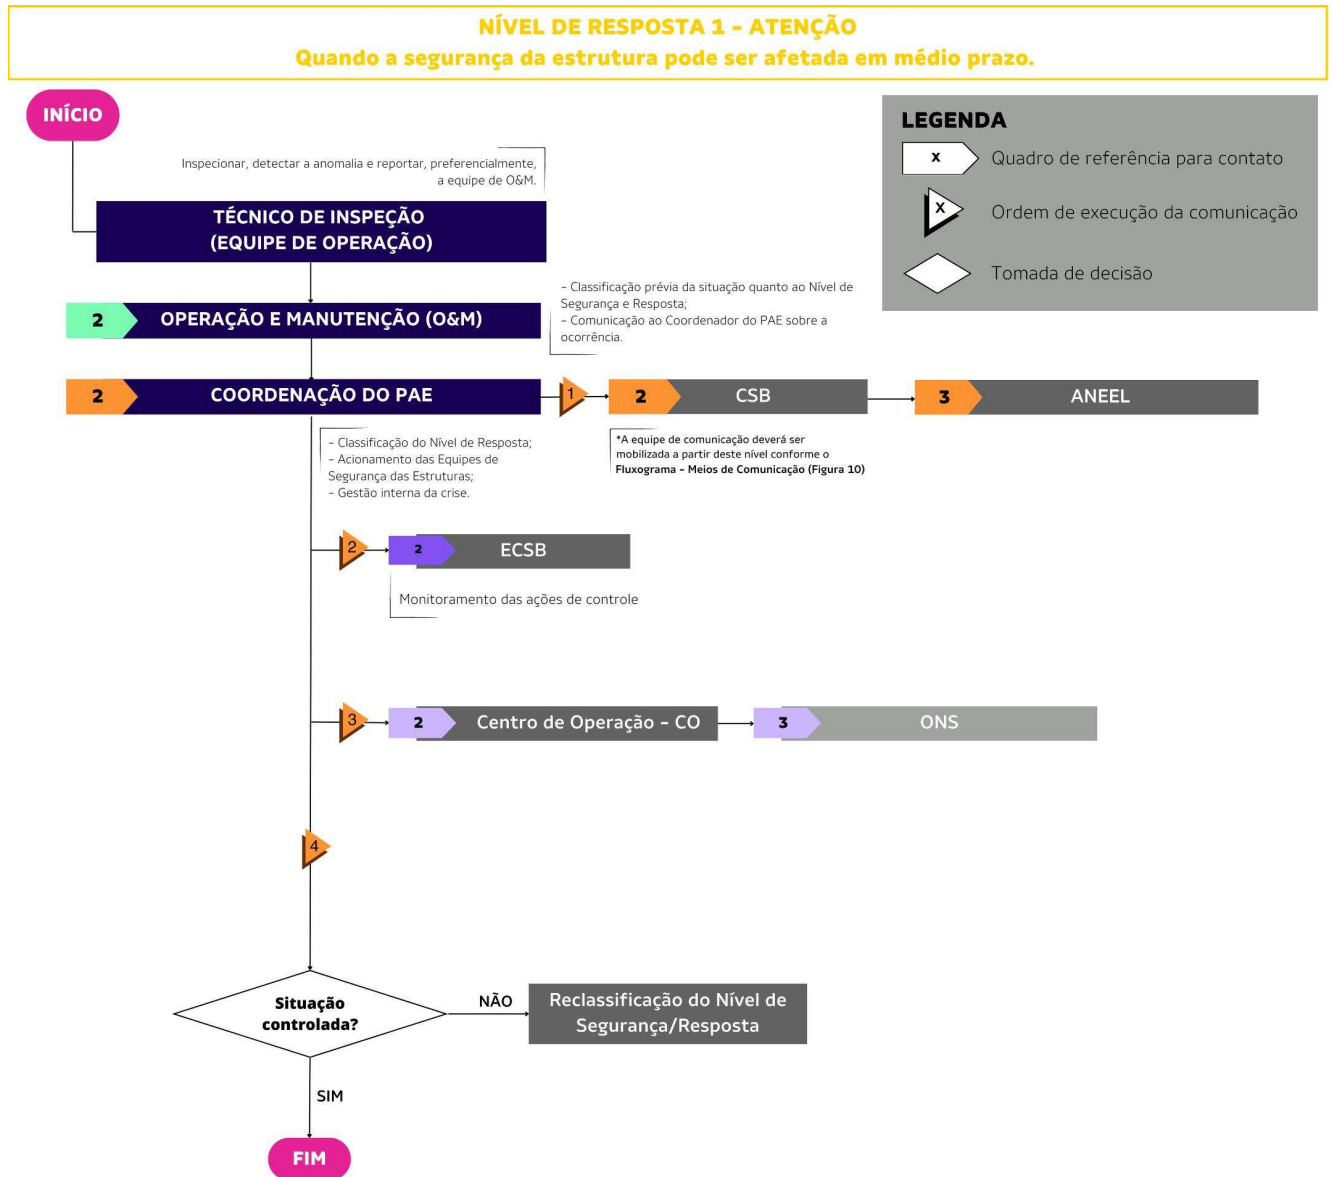 NÍVEL DE RESPOSTA 1 – ATENÇÃO
Quando a segurança da estrutura pode ser afetada em médio prazo.
INÍCIO
LEGENDA
x
Quadro de referência para contato
X
Ordem de execução da comunicação
Tomada de decisão
Inspecionar, detectar a anomalia e reportar, preferencialmente,
a equipe de O&M.
TÉCNICO DE INSPEÇÃO
(EQUIPE DE OPERAÇÃO)
– Classificação prévia da situação quanto ao Nível de
Segurança e Resposta;
– Comunicação ao Coordenador do PAE sobre a
ocorrência.
2
OPERAÇÃO E MANUTENÇÃO (O&M)
2
COORDENAÇÃO DO PAE
1
2
CSB
3
ANEEL
– Classificação do Nível de Resposta;
– Acionamento das Equipes de
Segurança das Estruturas;
– Gestão interna da crise.
*A equipe de comunicação deverá ser
mobilizada a partir deste nível conforme o
Fluxograma – Meios de Comunicação (Figura 10)
2
2
ECSB
Monitoramento das ações de controle
3
2
Centro de Operação – CO
3
ONS
4
Situação
controlada?
NÃO
Reclassificação do Nível de
Segurança/Resposta
SIM
FIM